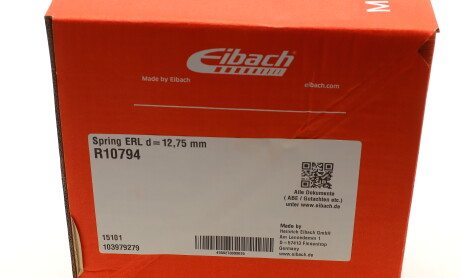 M
Eibach
Made by Eibach
eibach.com
Spring ERL d=12,75 mm
R10794
Alle Dokumente
( ABE / Gutachten etc.)
unter www.eibach.de
15101
103979279
Made by
Heinrich Eibach GmbH
Am Lennedamm 1
D-57413 Finnentrop
Germany
www.eibach.de